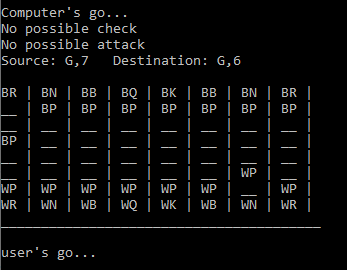 Computer's go...
No possible check
No possible attack
Source: G,7   Destination: G,6
BR | BN | BB | BQ | BK | BB | BN | BR |
__ | BP | BP | BP | BP | BP | BP | BP |
__ | __ | __ | __ | __ | __ | __ | __ |
BP | __ | __ | __ | __ | __ | __ | __ |
__ | __ | __ | __ | __ | __ | __ | __ |
__ | __ | __ | __ | __ | __ | WP | __ |
WP | WP | WP | WP | WP | WP | __ | WP |
WR | WN | WB | WQ | WK | WB | WN | WR |
________________________________________
user's go...